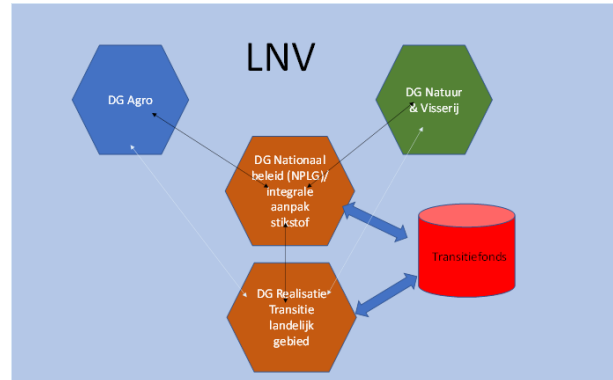 LNV
DG Agro
DG Natuur
& Visserij
DG Nationaal
beleid (NPLG)/
integrale
aanpak
stikstof
Transitiefonds
DG Realisatie
Transitie
landelijk
gebied